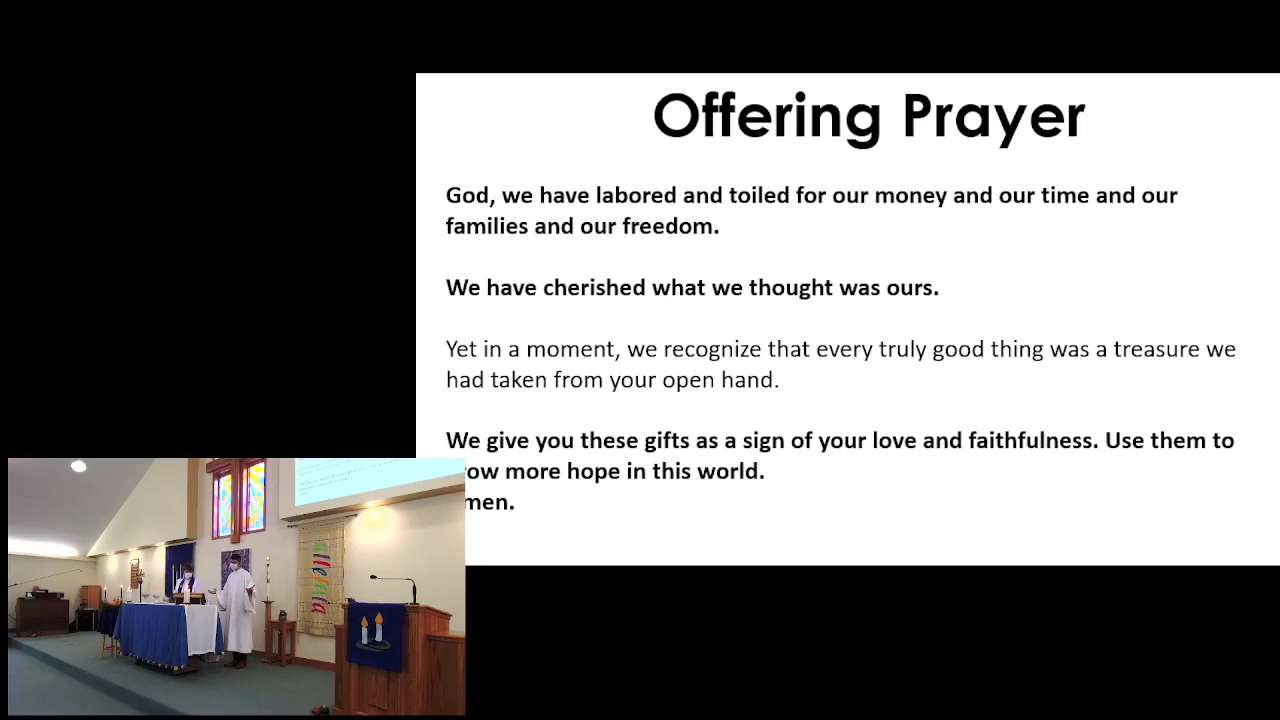 Offering Prayer
God, we have labored and toiled for our money and our time and our
families and our freedom.
We have cherished what we thought was ours.
Yet in a moment, we recognize that every truly good thing was a treasure we
had taken from your open hand.
We give you these gifts as a sign of your love and faithfulness. Use them to
row more hope in this world.
men.
alleluia